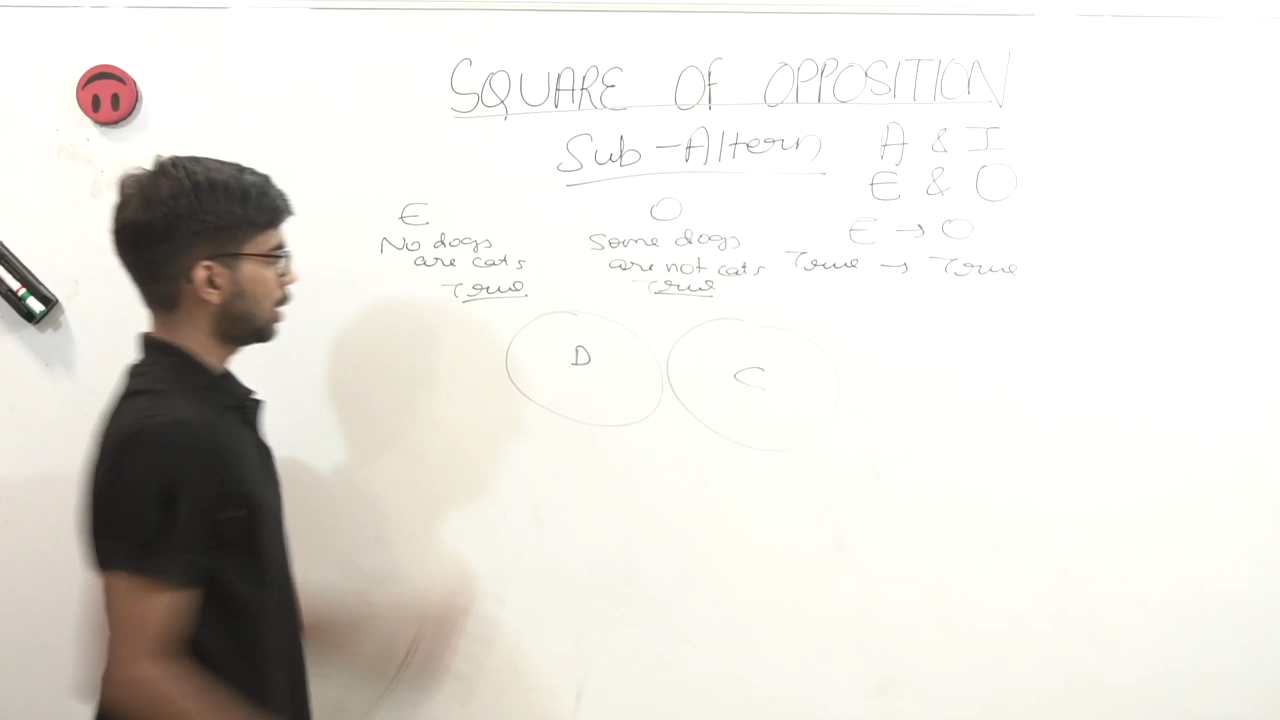 SQUARE OF OPPOSITION
Sub-Altern A & I
E & O
E O E → O
No dogs are cats
True
Some dogs are not cats
True
True → True
D C